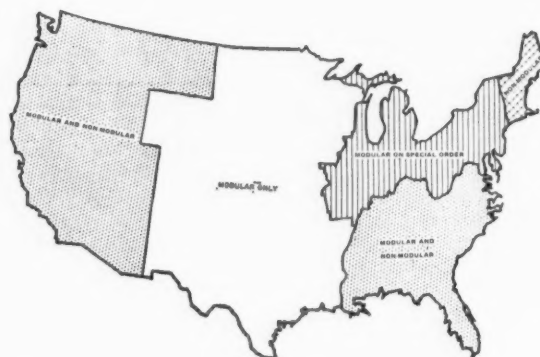 MODULAR AND NON MODULAR
MODULAR ONLY
MODULAR ON SPECIAL ORDER
NON-MODULAR
MODULAR AND
NON-MODULAR